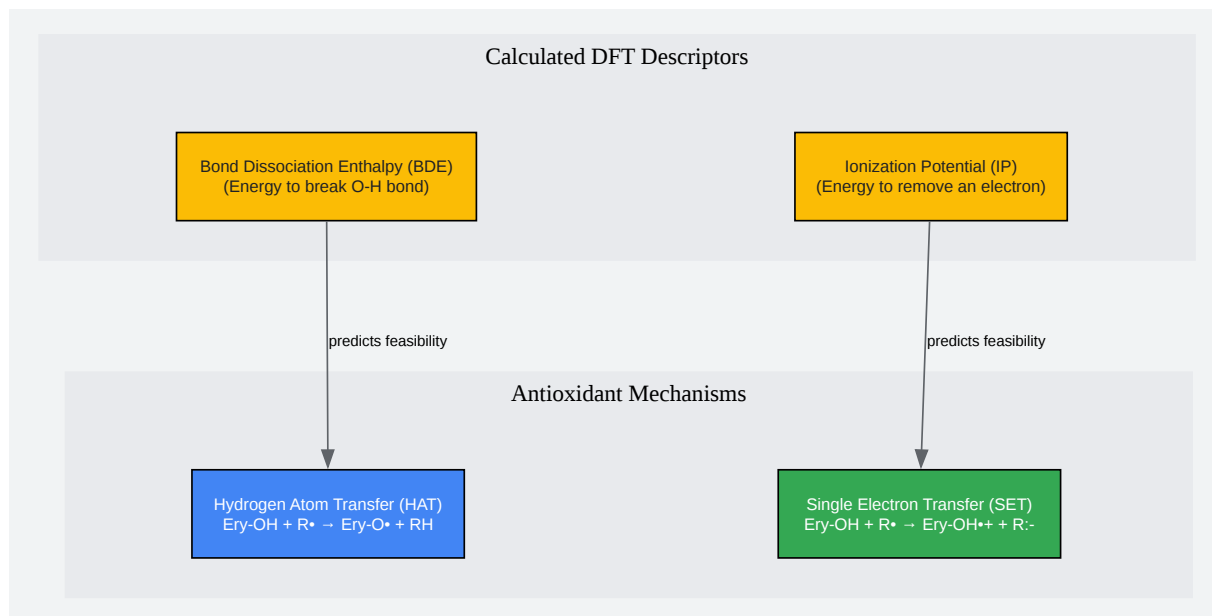 Calculated DFT Descriptors
Bond Dissociation Enthalpy (BDE)
(Energy to break O-H bond)
Ionization Potential (IP)
(Energy to remove an electron)
predicts feasibility
predicts feasibility
Antioxidant Mechanisms
Hydrogen Atom Transfer (HAT)
Ery-OH + R• → Ery-O• + RH
Single Electron Transfer (SET)
Ery-OH + R• → Ery-OH•+ + R:-